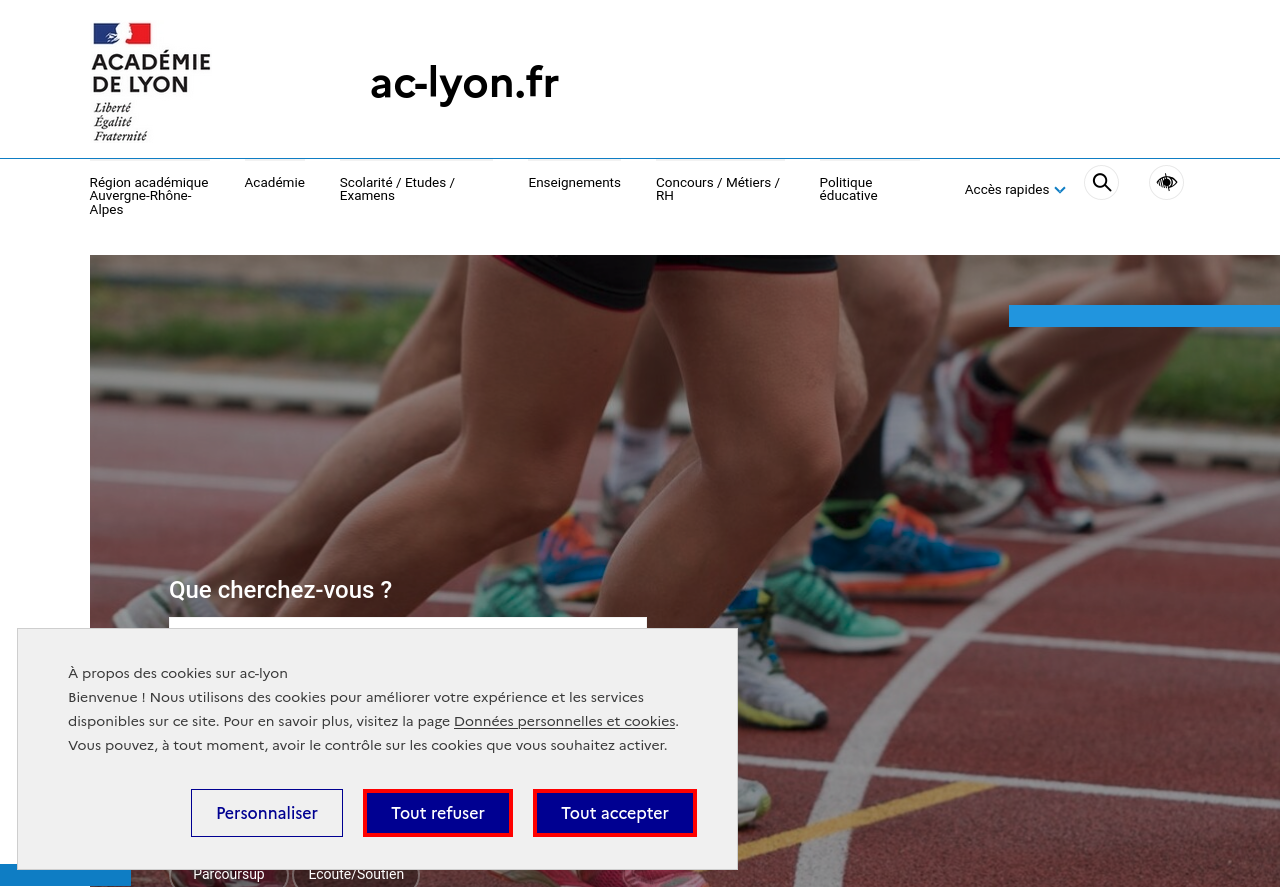 ACADÉMIE
DE LYON
Liberté
Égalité
Fraternité
ac-lyon.fr
Région académique
Auvergne-Rhône-
Alpes
Académie
Scolarité / Etudes /
Examens
Enseignements
Concours / Métiers /
RH
Politique
éducative
Accès rapides
Que cherchez-vous ?
À propos des cookies sur ac-lyon
Bienvenue ! Nous utilisons des cookies pour améliorer votre expérience et les services
disponibles sur ce site. Pour en savoir plus, visitez la page Données personnelles et cookies.
Vous pouvez, à tout moment, avoir le contrôle sur les cookies que vous souhaitez activer.
Personnaliser
Tout refuser
Tout accepter
Parcoursup
Ecoute/Soutien